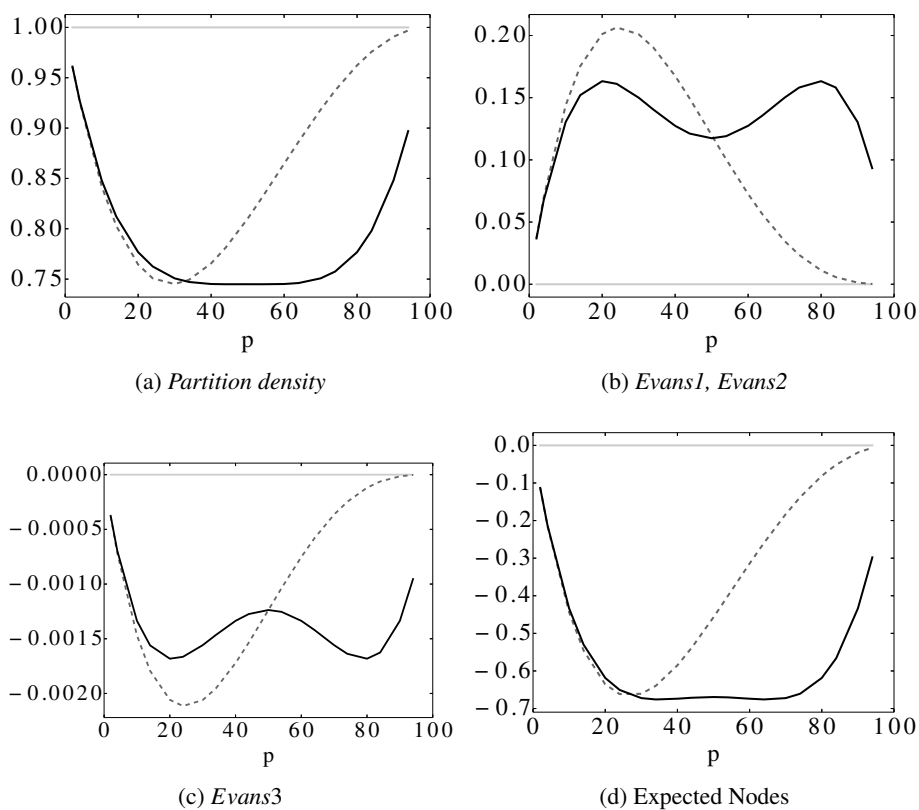 1.00
0.95
0.90
0.85
0.80
0.75
0 20 40 60 80 100
p
(a) Partition density
0.20
0.15
0.10
0.05
0.00
0 20 40 60 80 100
p
(b) Evans1, Evans2
0.0000
−0.0005
−0.0010
−0.0015
−0.0020
0 20 40 60 80 100
p
(c) Evans3
0.0
−0.1
−0.2
−0.3
−0.4
−0.5
−0.6
−0.7
0 20 40 60 80 100
p
(d) Expected Nodes